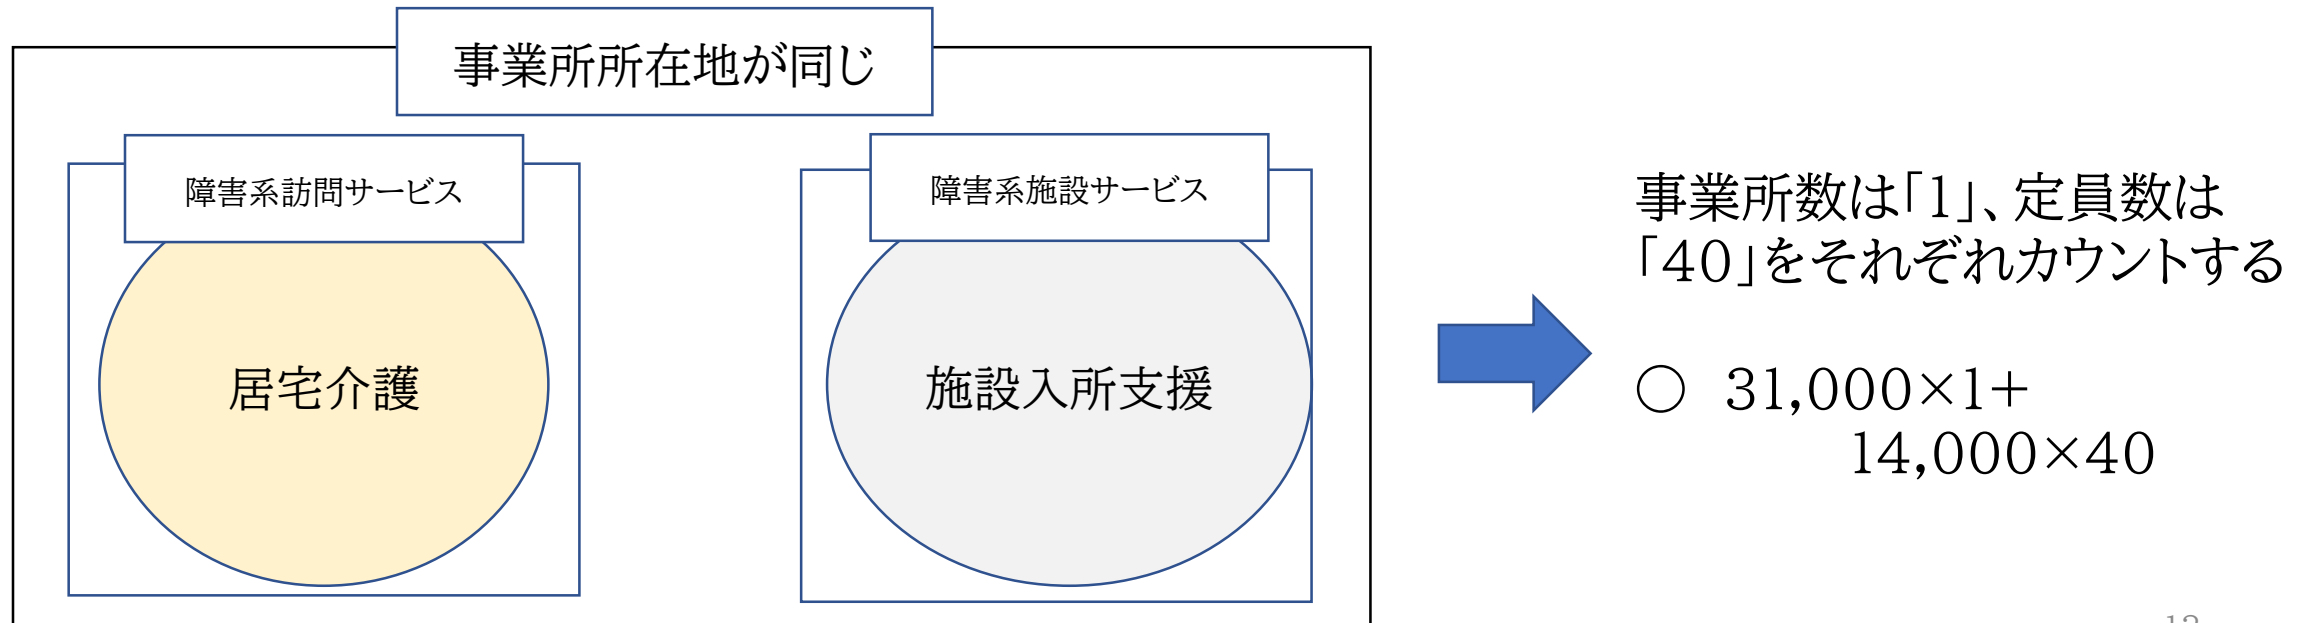 事業所所在地が同じ
障害系訪問サービス
居宅介護
障害系施設サービス
施設入所支援
事業所数は「1」、定員数は
「40」をそれぞれカウントする
○ 31,000×1+
14,000×40